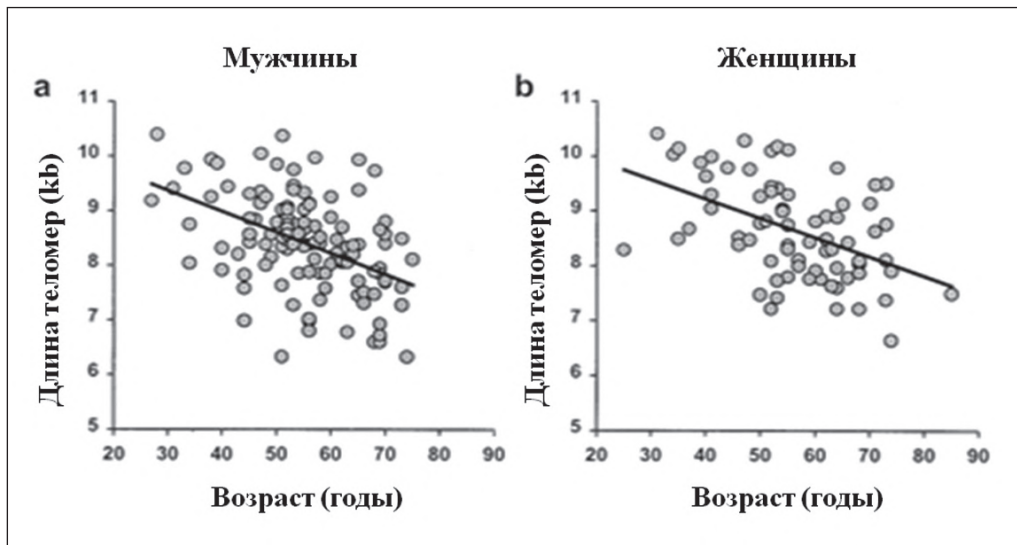 Мужчины
a
Длина теломер (kb)
11
10
9
8
7
6
5
20 30 40 50 60 70 80 90
Возраст (годы)
Женщины
b
Длина теломер (kb)
11
10
9
8
7
6
5
20 30 40 50 60 70 80 90
Возраст (годы)